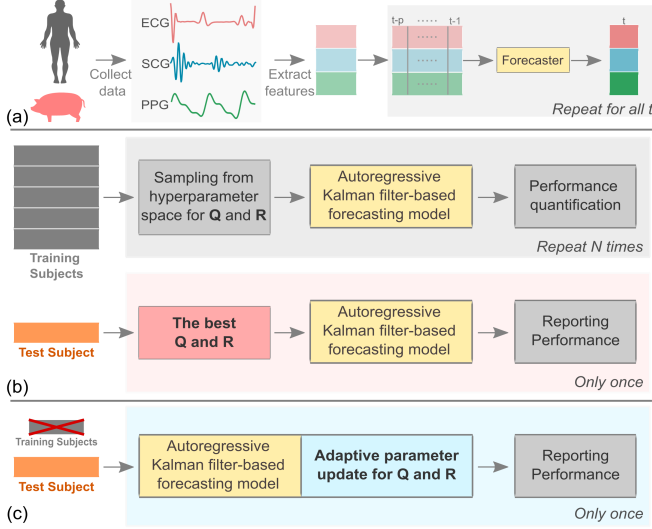 ECG
SCG
PPG
Collect
data
Extract
features
t-p
.....
t-1
.....
.....
Forecaster
t
Repeat for all t
(a)
Training
Subjects
Sampling from
hyperparameter
space for Q and R
Autoregressive
Kalman filter-based
forecasting model
Performance
quantification
Repeat N times
Test Subject
The best
Q and R
Autoregressive
Kalman filter-based
forecasting model
Reporting
Performance
Only once
(b)
Training Subjects
Test Subject
Autoregressive
Kalman filter-based
forecasting model
Adaptive parameter
update for Q and R
Reporting
Performance
Only once
(c)